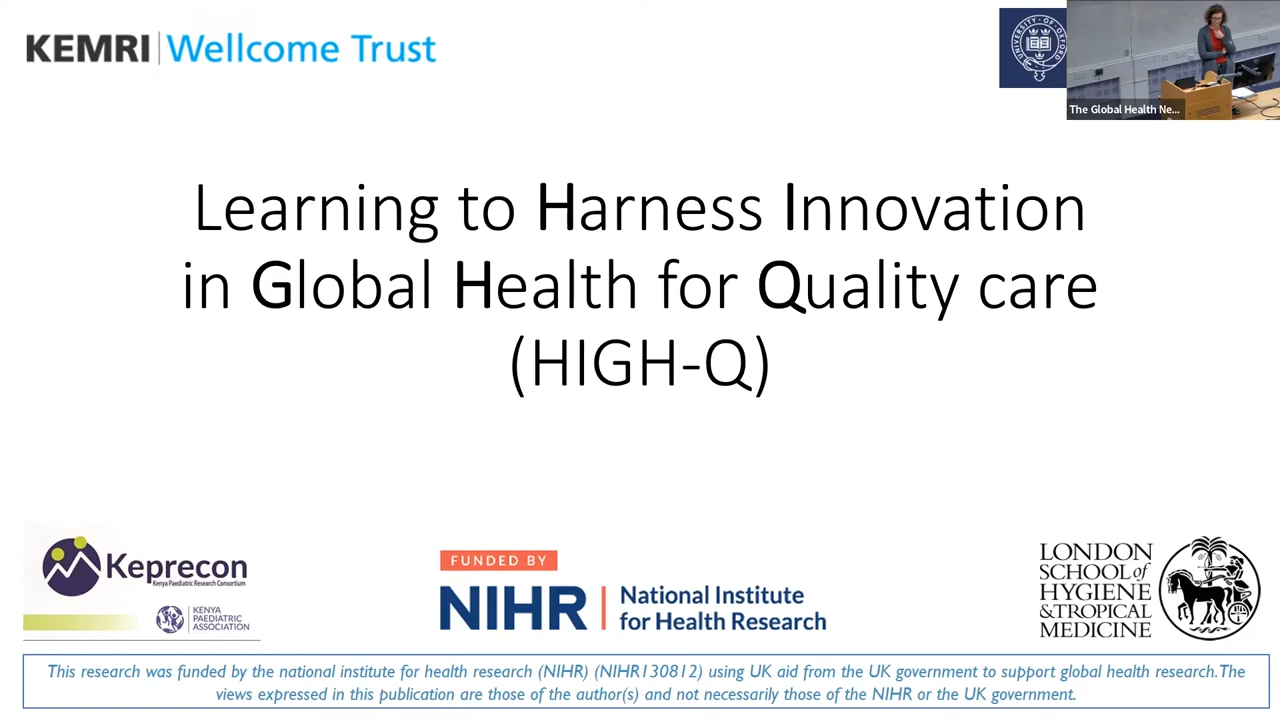 KEMRI Wellcome Trust
UNIVERSITY OF OXFORD
The Global Health Ne...
Learning to Harness Innovation
in Global Health for Quality care
(HIGH-Q)
Keprecon
Kenya Paediatric Research Consortium
KENYA
PAEDIATRIC
ASSOCIATION
FUNDED BY
NIHR National Institute
for Health Research
LONDON
SCHOOL of
HYGIENE
& TROPICAL
MEDICINE
This research was funded by the national institute for health research (NIHR) (NIHR130812) using UK aid from the UK government to support global health research.The
views expressed in this publication are those of the author(s) and not necessarily those of the NIHR or the UK government.